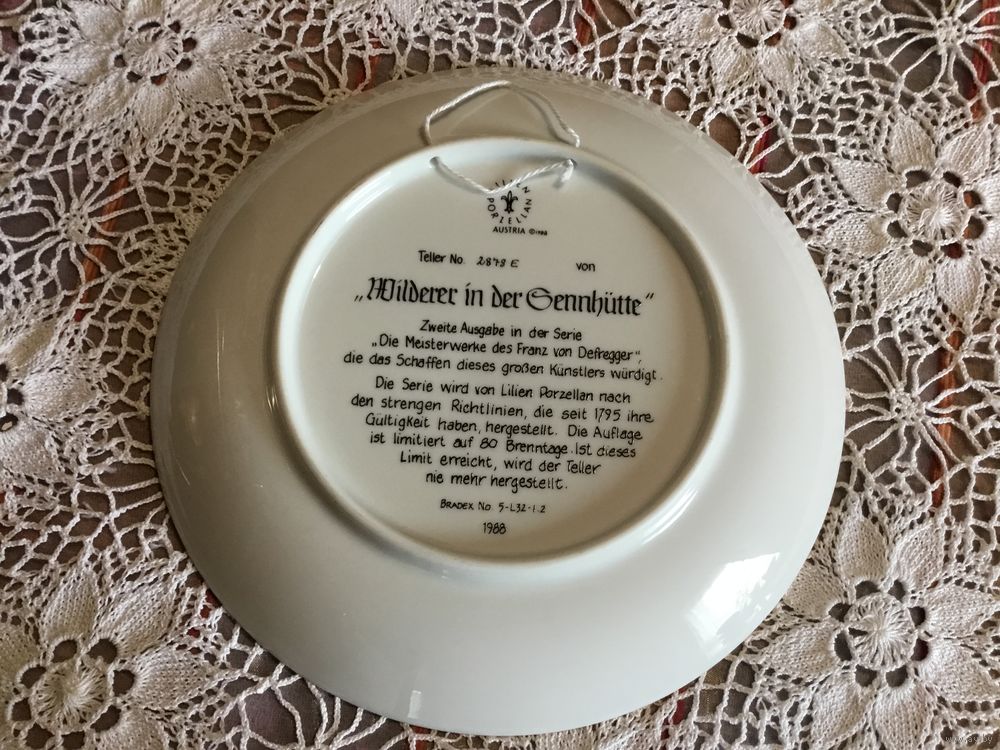 LILIEN PORZELLAN
AUSTRIA © 1988
Teller No. 2878 E von
„Wilderer in der Sennhütte“
Zweite Ausgabe in der Serie
„Die Meisterwerke des Franz von Defregger“,
die das Schaffen dieses großen Künstlers würdigt.
Die Serie wird von Lilien Porzellan nach
den strengen Richtlinien, die seit 1795 ihre
Gültigkeit haben, hergestellt. Die Auflage
ist limitiert auf 80 Brenntage. Ist dieses
Limit erreicht, wird der Teller
nie mehr hergestellt.
BRADEX No. 5-L32-1.2
1988